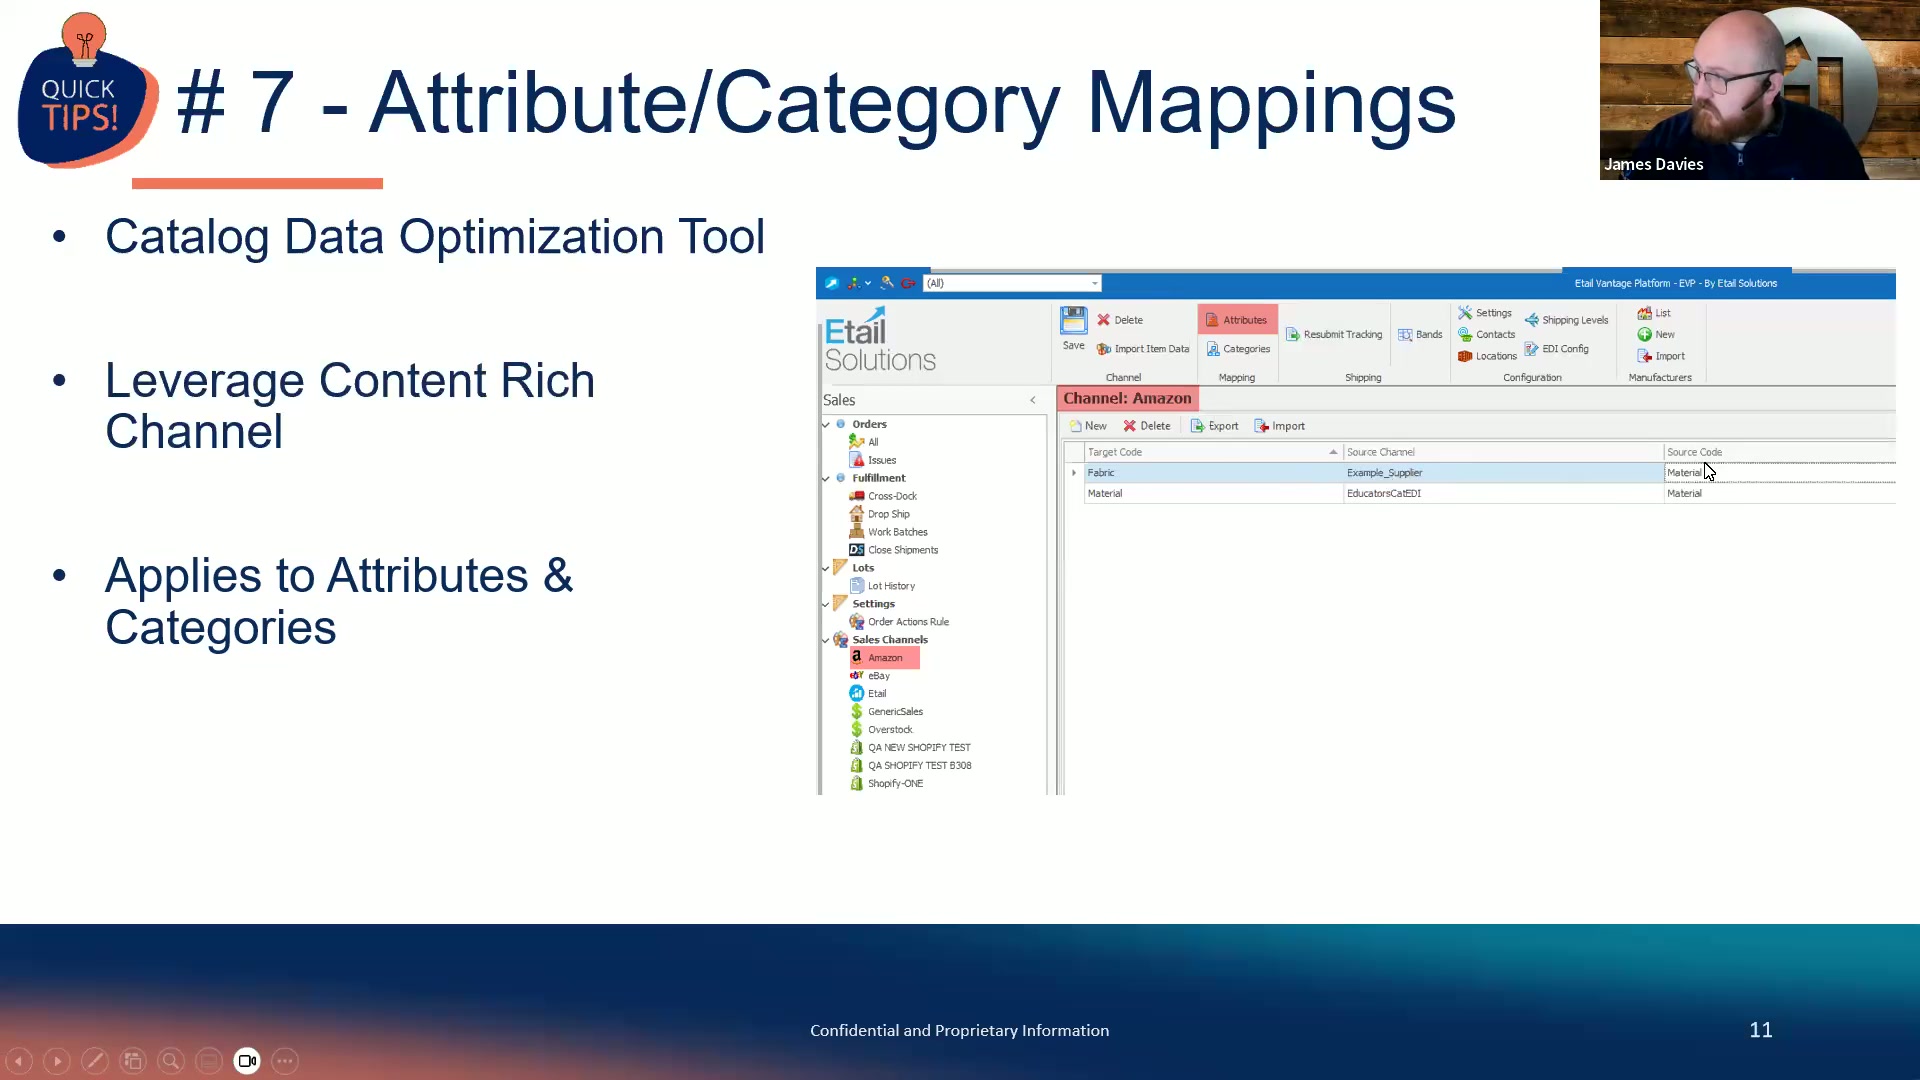 QUICK
TIPS!
# 7 - Attribute/Category Mappings
James Davies
• Catalog Data Optimization Tool
• Leverage Content Rich
Channel
• Applies to Attributes &
Categories
(All)
Etail Vantage Platform - EVP - By Etail Solutions
Etail
Solutions
Save
Delete
Import Item Data
Channel
Attributes
Categories
Mapping
Resubmit Tracking
Bands
Shipping
Settings
Contacts
Locations
Shipping Levels
EDI Config
Configuration
List
New
Import
Manufacturers
Sales
Orders
All
Issues
Fulfillment
Cross-Dock
Drop Ship
Work Batches
Close Shipments
Lots
Lot History
Settings
Order Actions Rule
Sales Channels
Amazon
eBay
Etail
GenericSales
Overstock
QA NEW SHOPIFY TEST
QA SHOPIFY TEST B308
Shopify-ONE
Channel: Amazon
New Delete Export Import
Target Code Source Channel Source Code
Fabric Example_Supplier Material
Material EducatorsCatEDI Material
Confidential and Proprietary Information
11